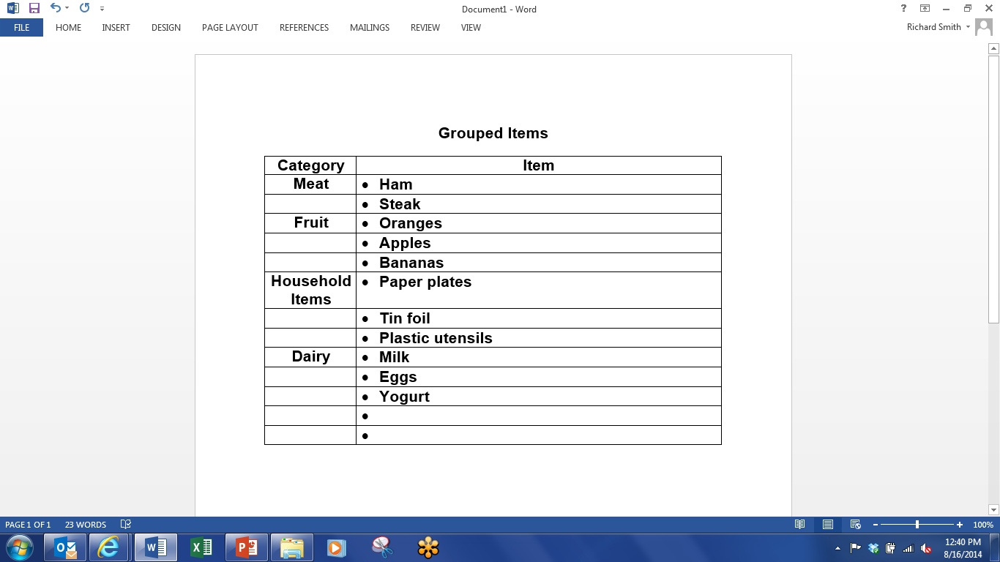 Document1 - Word
?
FILE HOME INSERT DESIGN PAGE LAYOUT REFERENCES MAILINGS REVIEW VIEW
Richard Smith
Grouped Items
Category Item
Meat • Ham
• Steak
Fruit • Oranges
• Apples
• Bananas
Household • Paper plates
Items
• Tin foil
• Plastic utensils
Dairy • Milk
• Eggs
• Yogurt
•
•
PAGE 1 OF 1 23 WORDS 100%
12:40 PM
8/16/2014